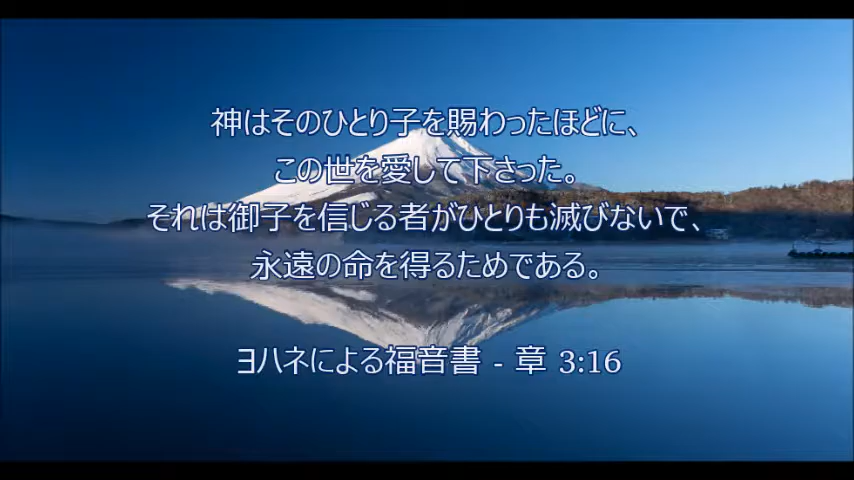 神はそのひとり子を賜わったほどに、
この世を愛して下さった。
それは御子を信じる者がひとりも滅びないで、
永遠の命を得るためである。
ヨハネによる福音書 - 章 3:16